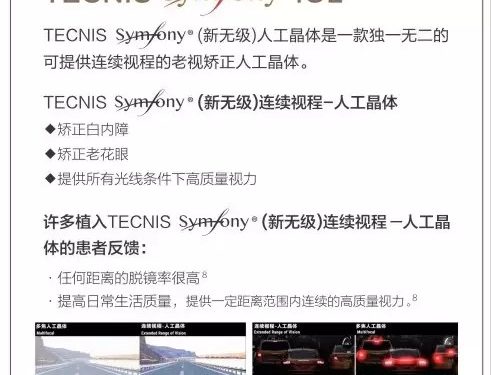 TECNIS Symfony IOL
TECNIS Symfony®(新无级)人工晶体是一款独一无二的
可提供连续视程的老视矫正人工晶体。
TECNIS Symfony®(新无级)连续视程–人工晶体
◆矫正白内障
◆矫正老花眼
◆提供所有光线条件下高质量视力
许多植入TECNIS Symfony®(新无级)连续视程–人工晶
体的患者反馈：
·任何距离的脱镜率很高⁸
·提高日常生活质量，提供一定距离范围内连续的高质量视力。⁸
多焦人工晶体 连续视程-人工晶体 多焦人工晶体 连续视程-人工晶体
Multifocal Extended Range of Vision Extended Range of Vision Multifocal